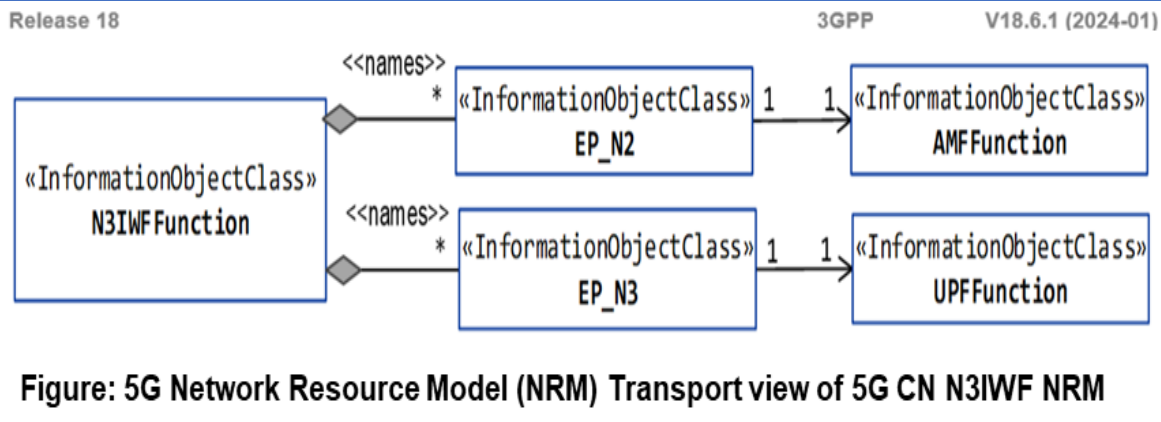 Release 18 3GPP V18.6.1 (2024-01)
<<names>>
* «InformationObjectClass» 1 1 «InformationObjectClass»
EP_N2 AMFFunction
«InformationObjectClass»
N3IWFFunction
<<names>>
* «InformationObjectClass» 1 1 «InformationObjectClass»
EP_N3 UPFFunction
Figure: 5G Network Resource Model (NRM) Transport view of 5G CN N3IWF NRM